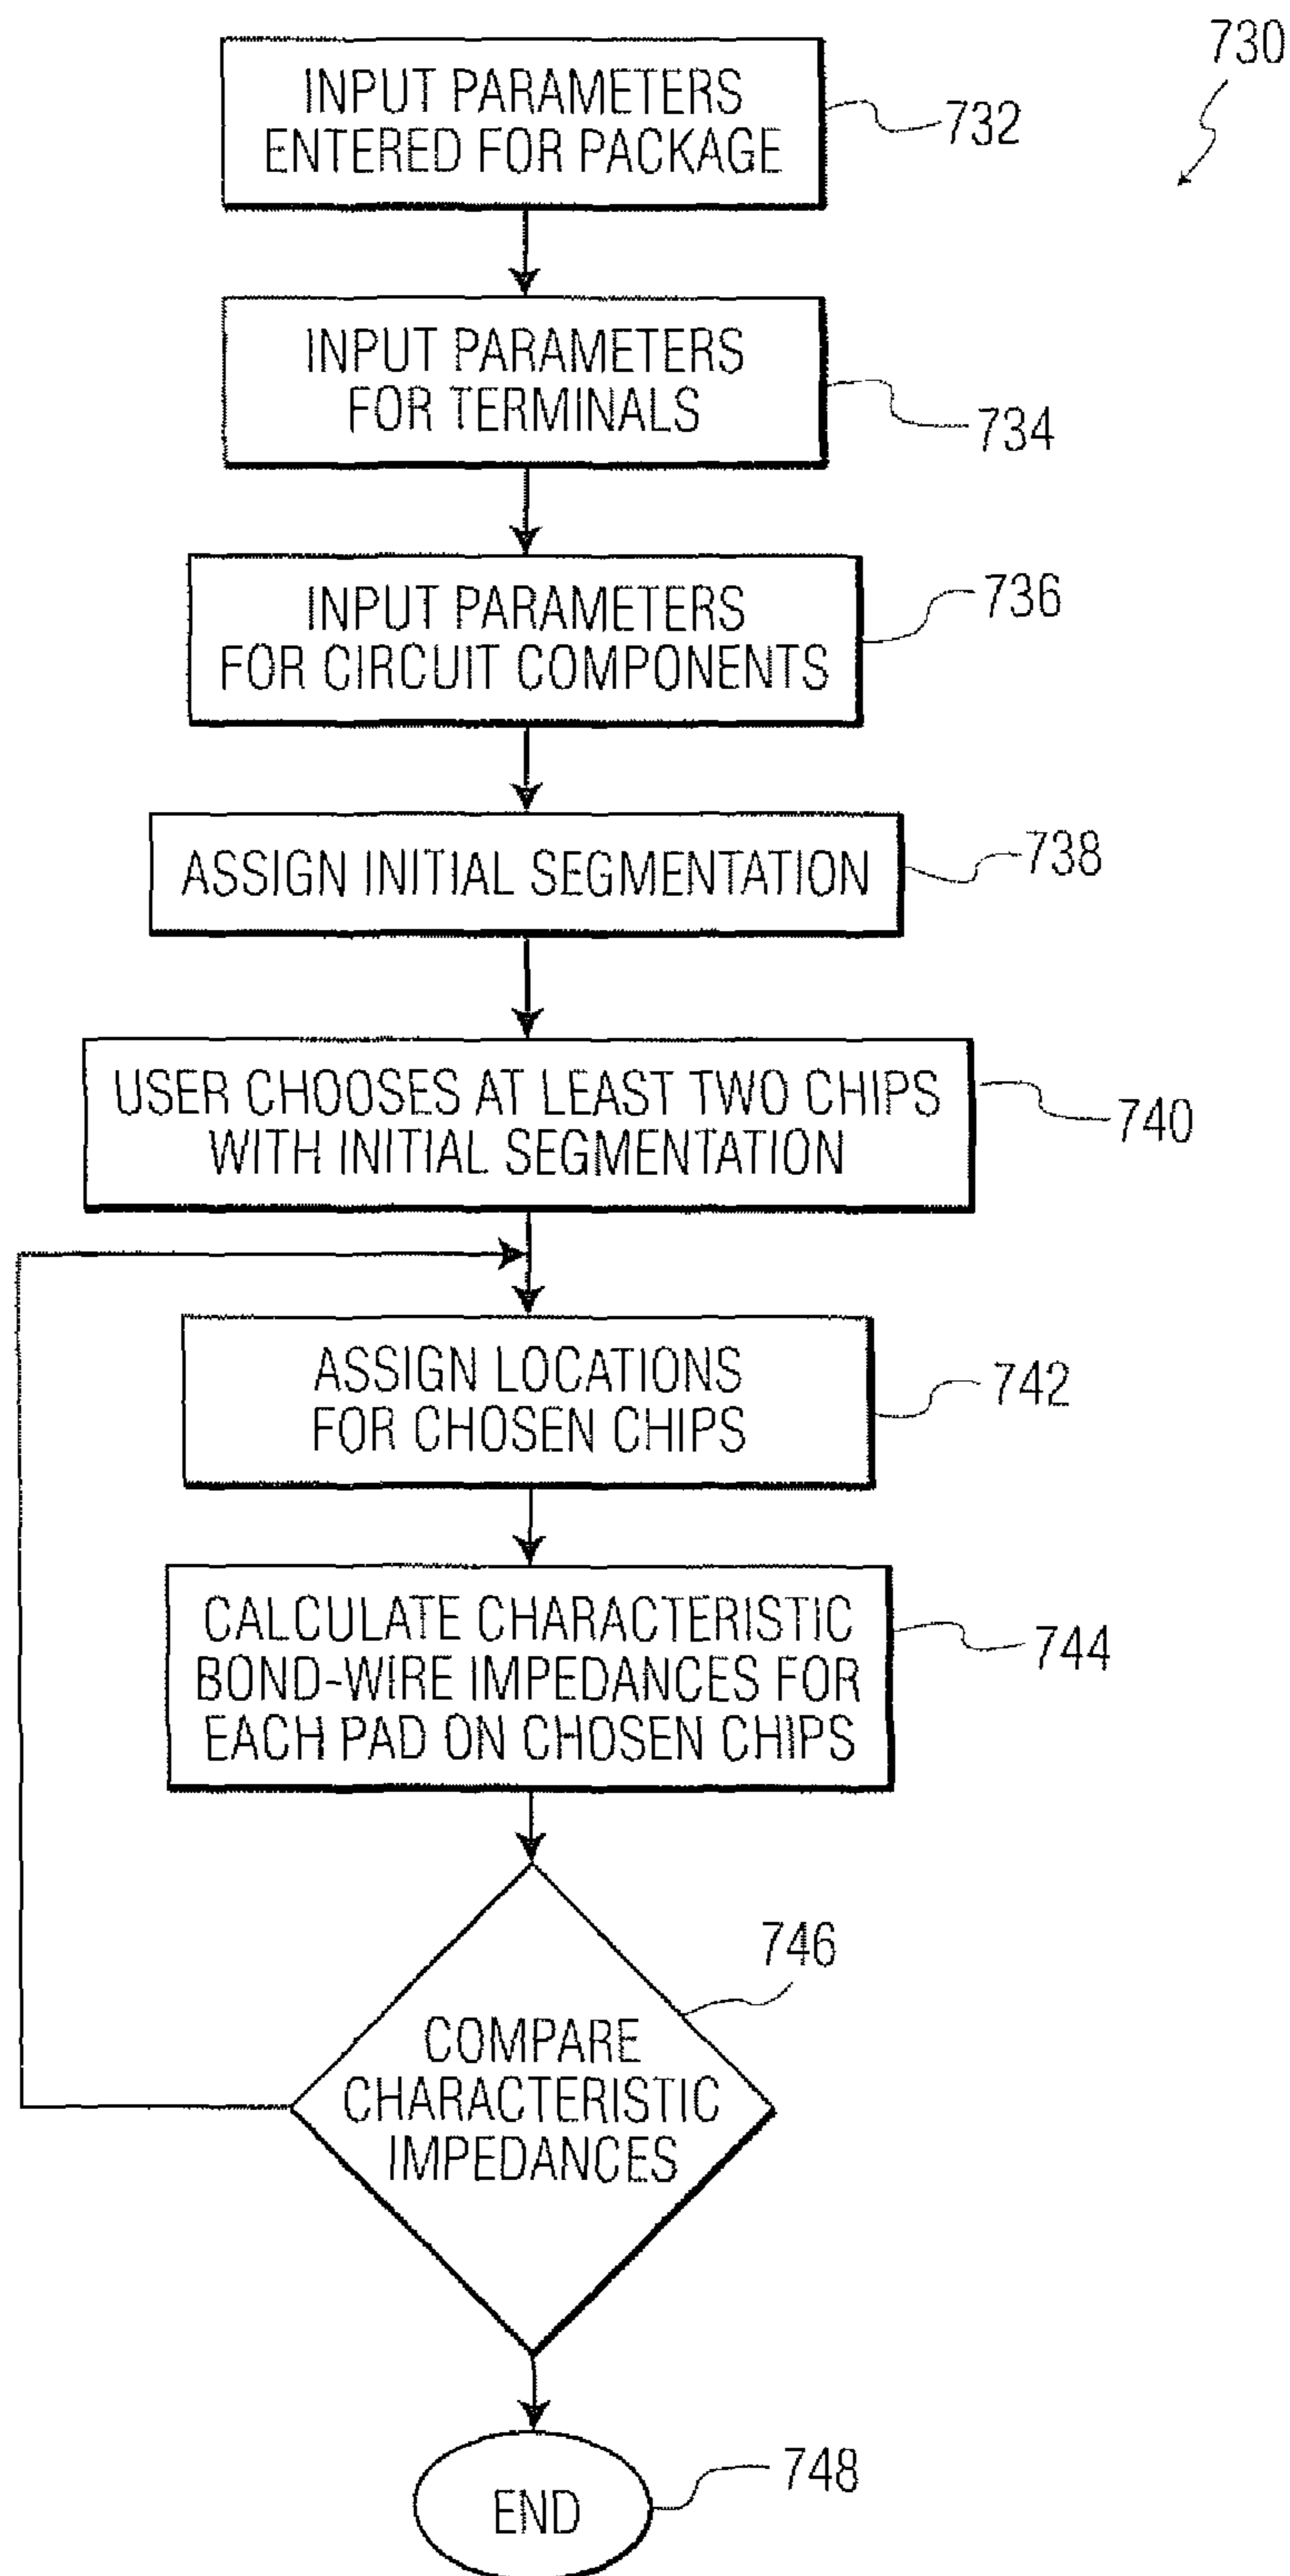 730
INPUT PARAMETERS
ENTERED FOR PACKAGE
732
INPUT PARAMETERS
FOR TERMINALS
734
INPUT PARAMETERS
FOR CIRCUIT COMPONENTS
736
ASSIGN INITIAL SEGMENTATION
738
USER CHOOSES AT LEAST TWO CHIPS
WITH INITIAL SEGMENTATION
740
ASSIGN LOCATIONS
FOR CHOSEN CHIPS
742
CALCULATE CHARACTERISTIC
BOND-WIRE IMPEDANCES FOR
EACH PAD ON CHOSEN CHIPS
744
746
COMPARE
CHARACTERISTIC
IMPEDANCES
END
748